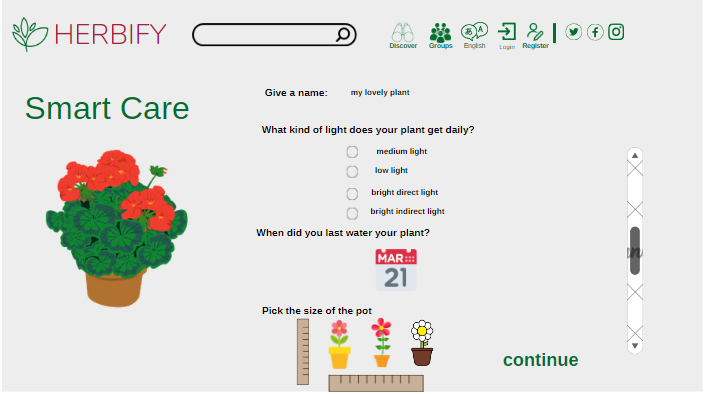 HERBIFY
Discover
Groups
English
Login
Register
Smart Care
Give a name: my lovely plant
What kind of light does your plant get daily?
medium light
low light
bright direct light
bright indirect light
When did you last water your plant?
MAR
21
Pick the size of the pot
continue